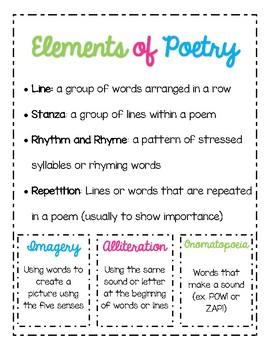 Elements of Poetry
• Line: a group of words arranged in a row
• Stanza: a group of lines within a poem
• Rhythm and Rhyme: a pattern of stressed
syllables or rhyming words
• Repetition: Lines or words that are repeated
in a poem (usually to show importance)
Imagery
Using words to
create a
picture using
the five senses
Alliteration
Using the same
sound or letter
at the beginning
of words or lines
Onomatopoeia
Words that
make a sound
(ex. POW! or
ZAP!)